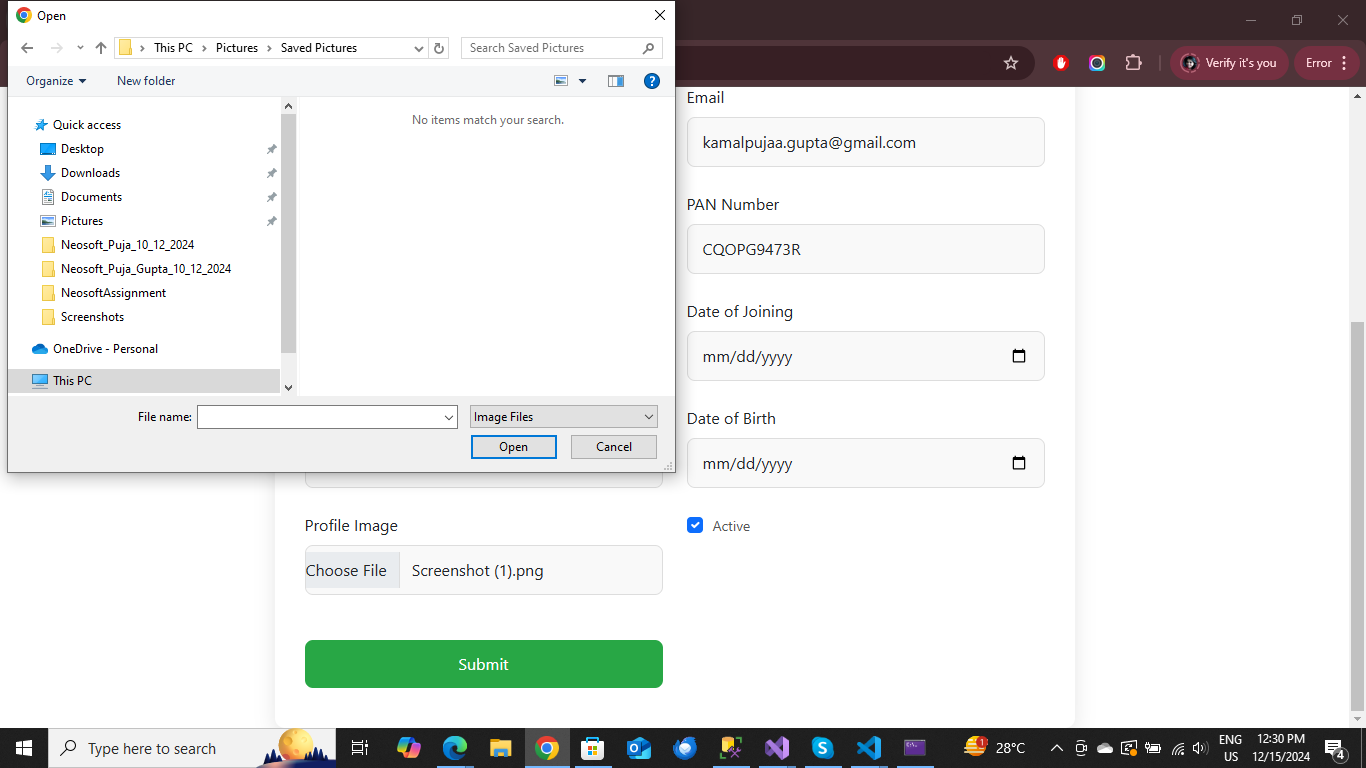 Open
This PC > Pictures > Saved Pictures
Search Saved Pictures
Organize
New folder
Quick access
Desktop
Downloads
Documents
Pictures
Neosoft_Puja_10_12_2024
Neosoft_Puja_Gupta_10_12_2024
NeosoftAssignment
Screenshots
OneDrive - Personal
This PC
No items match your search.
File name:
Image Files
Open
Cancel
Verify it's you
Error
Email
kamalpujaa.gupta@gmail.com
PAN Number
CQOPG9473R
Date of Joining
mm/dd/yyyy
Date of Birth
mm/dd/yyyy
Profile Image
Choose File Screenshot (1).png
Active
Submit
Type here to search
1
28°C
ENG
US
12:30 PM
12/15/2024
4